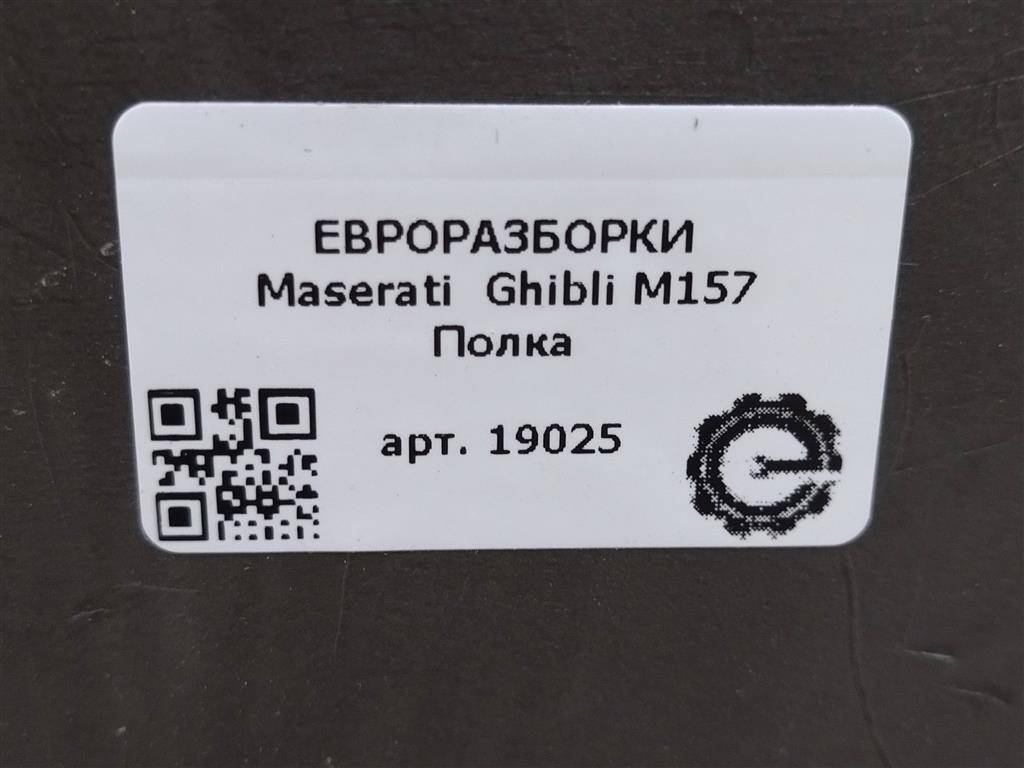 ЕВРОРАЗБОРКИ
Maserati Ghibli M157
Полка
арт. 19025